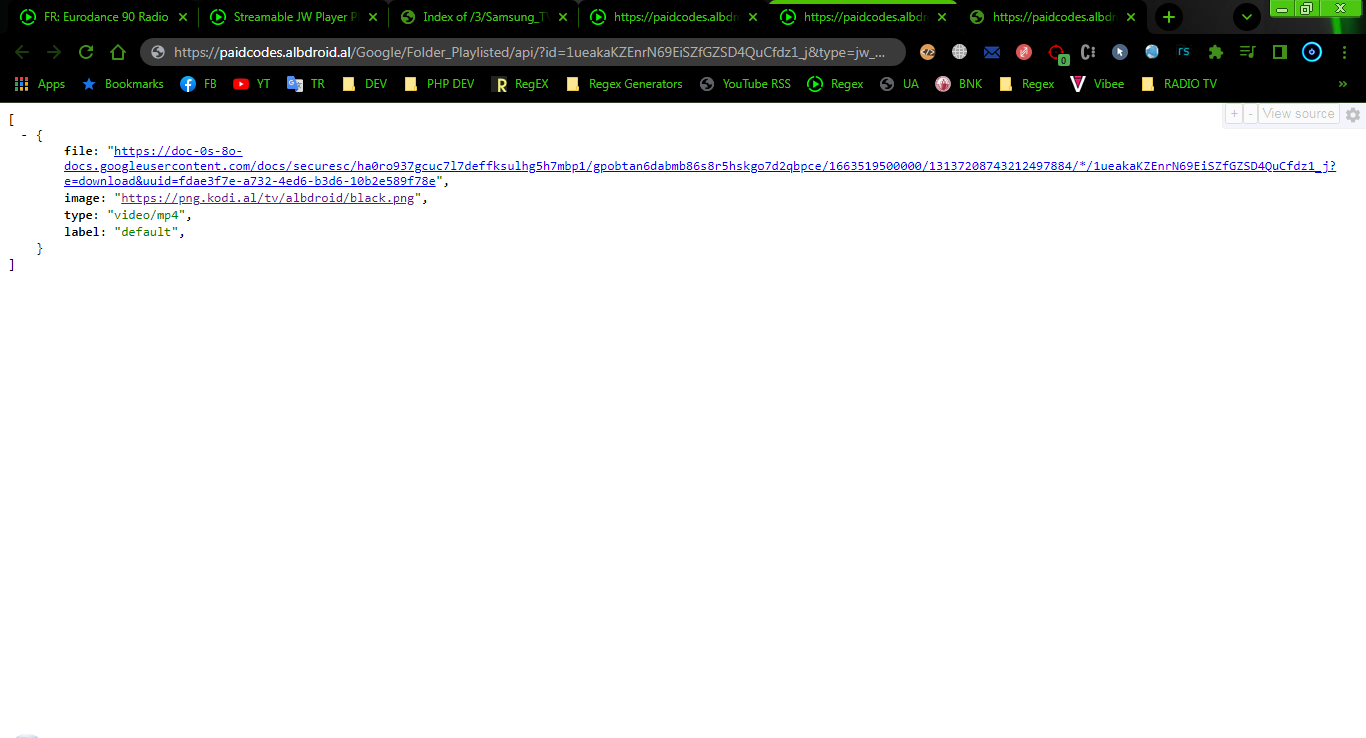 FR: Eurodance 90 Radio
Streamable JW Player P
Index of /3/Samsung_T
https://paidcodes.albdr
https://paidcodes.albdr
https://paidcodes.albdr
https://paidcodes.albdroid.al/Google/Folder_Playlisted/api/?id=1ueakaKZEnrN69EiSZfGZSD4QuCfdz1_j&type=jw_...
0
rs
Apps
Bookmarks
FB
YT
TR
DEV
PHP DEV
RegEX
Regex Generators
YouTube RSS
Regex
UA
BNK
Regex
Vibee
RADIO TV
»
+ - View source
[
- {
file: "https://doc-0s-8o-
docs.googleusercontent.com/docs/securesc/ha0ro937gcuc7l7deffksulhg5h7mbp1/gpobtan6dabmb86s8r5hskgo7d2qbpce/1663519500000/13137208743212497884/*/1ueakaKZEnrN69EiSZfGZSD4QuCfdz1_j?
e=download&uuid=fdae3f7e-a732-4ed6-b3d6-10b2e589f78e",
image: "https://png.kodi.al/tv/albdroid/black.png",
type: "video/mp4",
label: "default",
}
]